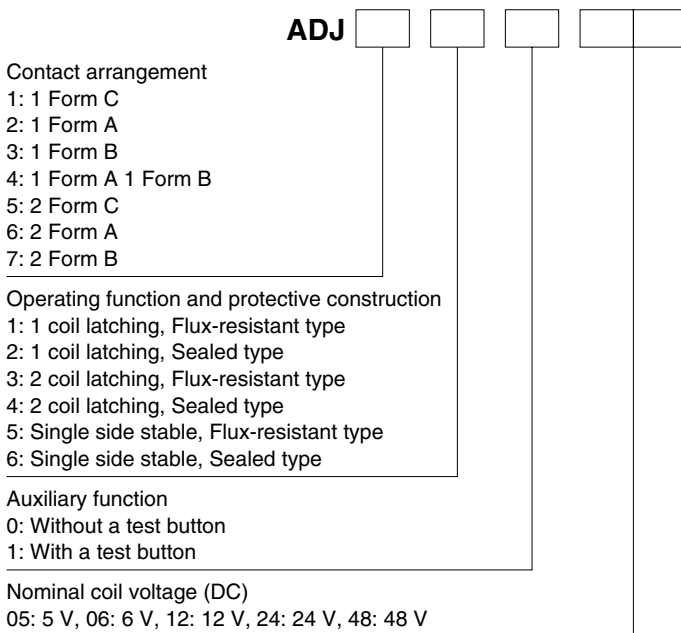 ADJ
Contact arrangement
1: 1 Form C
2: 1 Form A
3: 1 Form B
4: 1 Form A 1 Form B
5: 2 Form C
6: 2 Form A
7: 2 Form B
Operating function and protective construction
1: 1 coil latching, Flux-resistant type
2: 1 coil latching, Sealed type
3: 2 coil latching, Flux-resistant type
4: 2 coil latching, Sealed type
5: Single side stable, Flux-resistant type
6: Single side stable, Sealed type
Auxiliary function
0: Without a test button
1: With a test button
Nominal coil voltage (DC)
05: 5 V, 06: 6 V, 12: 12 V, 24: 24 V, 48: 48 V